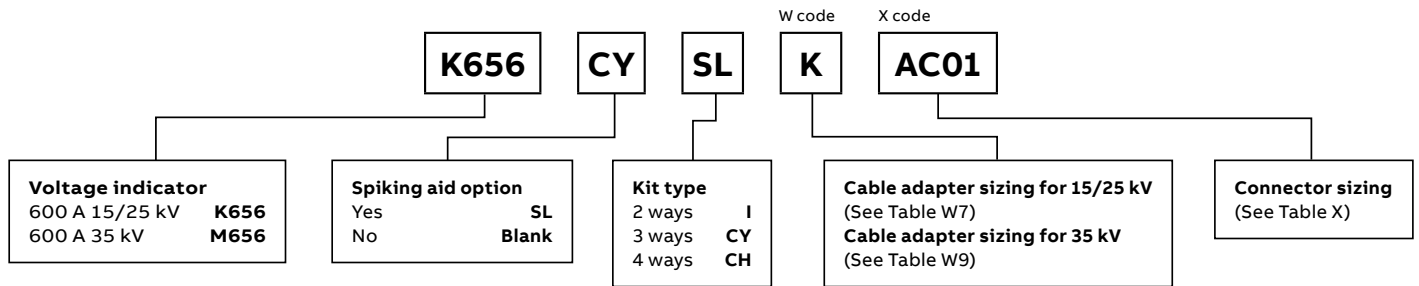 W code X code
K656 CY SL K AC01
Voltage indicator
600 A 15/25 kV K656
600 A 35 kV M656
Spiking aid option
Yes SL
No Blank
Kit type
2 ways I
3 ways CY
4 ways CH
Cable adapter sizing for 15/25 kV
(See Table W7)
Cable adapter sizing for 35 kV
(See Table W9)
Connector sizing
(See Table X)